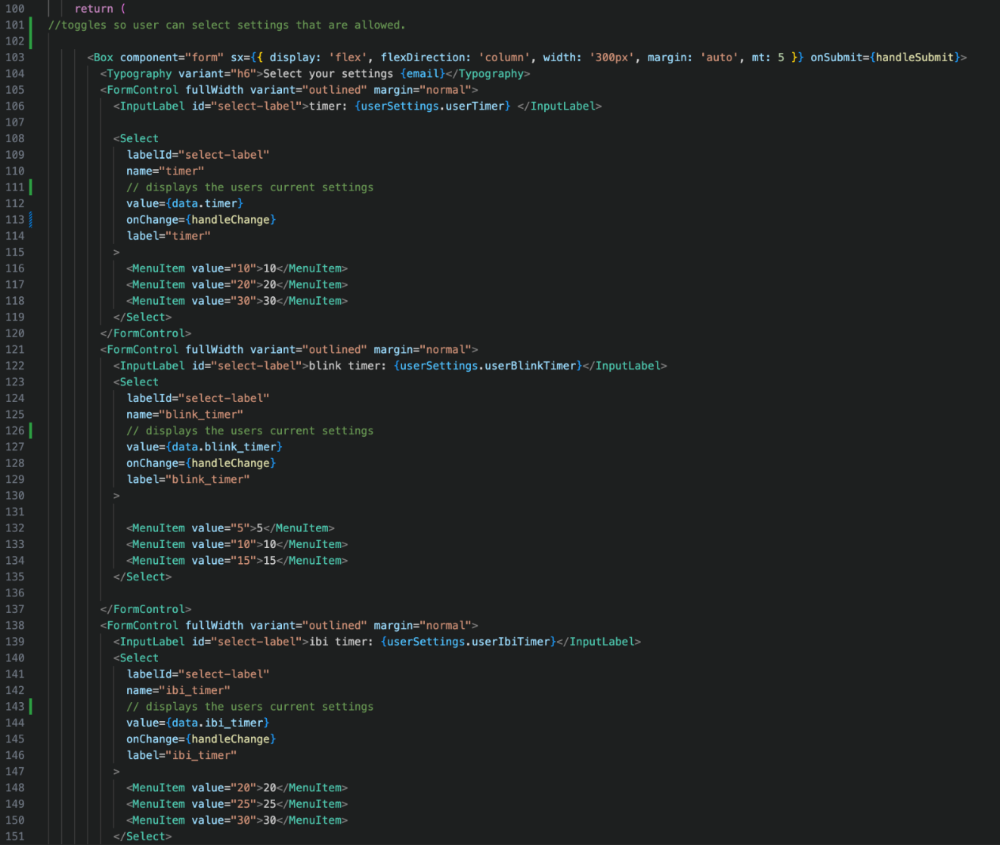 100 return (
101 //toggles so user can select settings that are allowed.
102
103 <Box component="form" sx={{ display: 'flex', flexDirection: 'column', width: '300px', margin: 'auto', mt: 5 }} onSubmit={handleSubmit}>
104 <Typography variant="h6">Select your settings {email}</Typography>
105 <FormControl fullWidth variant="outlined" margin="normal">
106 <InputLabel id="select-label">timer: {userSettings.userTimer} </InputLabel>
107
108 <Select
109 labelId="select-label"
110 name="timer"
111 // displays the users current settings
112 value={data.timer}
113 onChange={handleChange}
114 label="timer"
115 >
116 <MenuItem value="10">10</MenuItem>
117 <MenuItem value="20">20</MenuItem>
118 <MenuItem value="30">30</MenuItem>
119 </Select>
120 </FormControl>
121 <FormControl fullWidth variant="outlined" margin="normal">
122 <InputLabel id="select-label">blink timer: {userSettings.userBlinkTimer}</InputLabel>
123 <Select
124 labelId="select-label"
125 name="blink_timer"
126 // displays the users current settings
127 value={data.blink_timer}
128 onChange={handleChange}
129 label="blink_timer"
130 >
131
132 <MenuItem value="5">5</MenuItem>
133 <MenuItem value="10">10</MenuItem>
134 <MenuItem value="15">15</MenuItem>
135 </Select>
136
137 </FormControl>
138 <FormControl fullWidth variant="outlined" margin="normal">
139 <InputLabel id="select-label">ibi timer: {userSettings.userIbiTimer}</InputLabel>
140 <Select
141 labelId="select-label"
142 name="ibi_timer"
143 // displays the users current settings
144 value={data.ibi_timer}
145 onChange={handleChange}
146 label="ibi_timer"
147 >
148 <MenuItem value="20">20</MenuItem>
149 <MenuItem value="25">25</MenuItem>
150 <MenuItem value="30">30</MenuItem>
151 </Select>